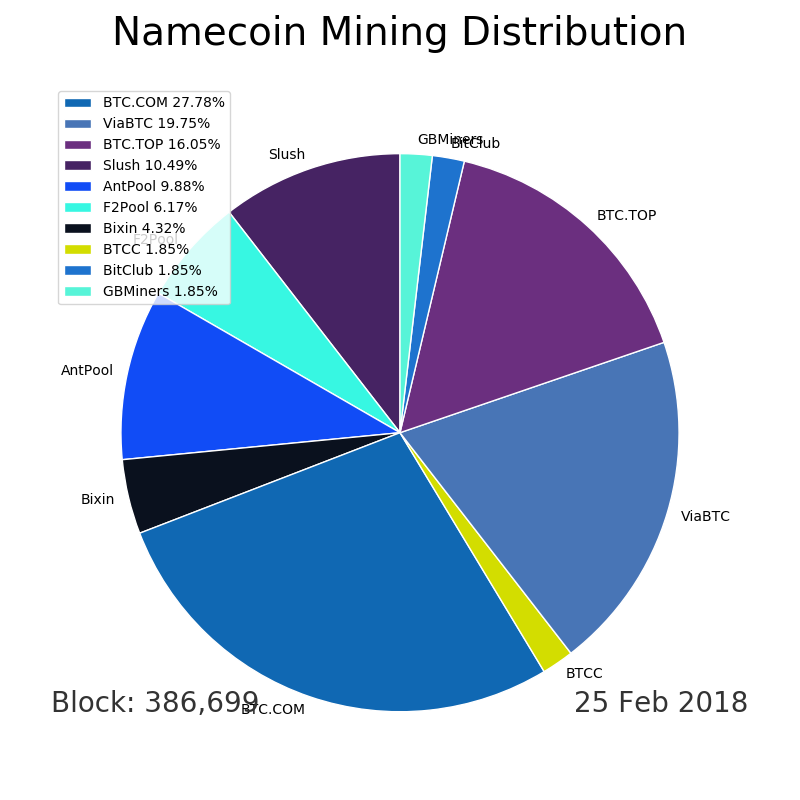 Namecoin Mining Distribution
BTC.COM 27.78%
ViaBTC 19.75%
BTC.TOP 16.05%
Slush 10.49%
AntPool 9.88%
F2Pool 6.17%
Bixin 4.32%
BTCC 1.85%
BitClub 1.85%
GBMiners 1.85%
GBMiners
BitClub
Slush
BTC.TOP
F2Pool
AntPool
Bixin
ViaBTC
BTCC
BTC.COM
Block: 386,699
25 Feb 2018